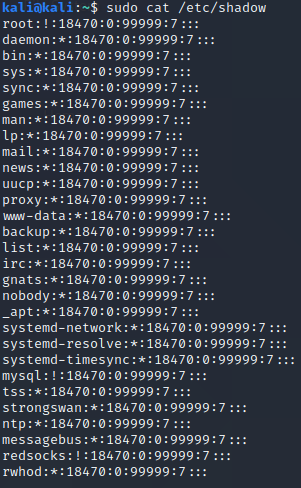 kali@kali:~$ sudo cat /etc/shadow
root:!:18470:0:99999:7:::
daemon:*:18470:0:99999:7:::
bin:*:18470:0:99999:7:::
sys:*:18470:0:99999:7:::
sync:*:18470:0:99999:7:::
games:*:18470:0:99999:7:::
man:*:18470:0:99999:7:::
lp:*:18470:0:99999:7:::
mail:*:18470:0:99999:7:::
news:*:18470:0:99999:7:::
uucp:*:18470:0:99999:7:::
proxy:*:18470:0:99999:7:::
www-data:*:18470:0:99999:7:::
backup:*:18470:0:99999:7:::
list:*:18470:0:99999:7:::
irc:*:18470:0:99999:7:::
gnats:*:18470:0:99999:7:::
nobody:*:18470:0:99999:7:::
_apt:*:18470:0:99999:7:::
systemd-network:*:18470:0:99999:7:::
systemd-resolve:*:18470:0:99999:7:::
systemd-timesync:*:18470:0:99999:7:::
mysql:!:18470:0:99999:7:::
tss:*:18470:0:99999:7:::
strongswan:*:18470:0:99999:7:::
ntp:*:18470:0:99999:7:::
messagebus:*:18470:0:99999:7:::
redsocks:!:18470:0:99999:7:::
rwhod:*:18470:0:99999:7:::